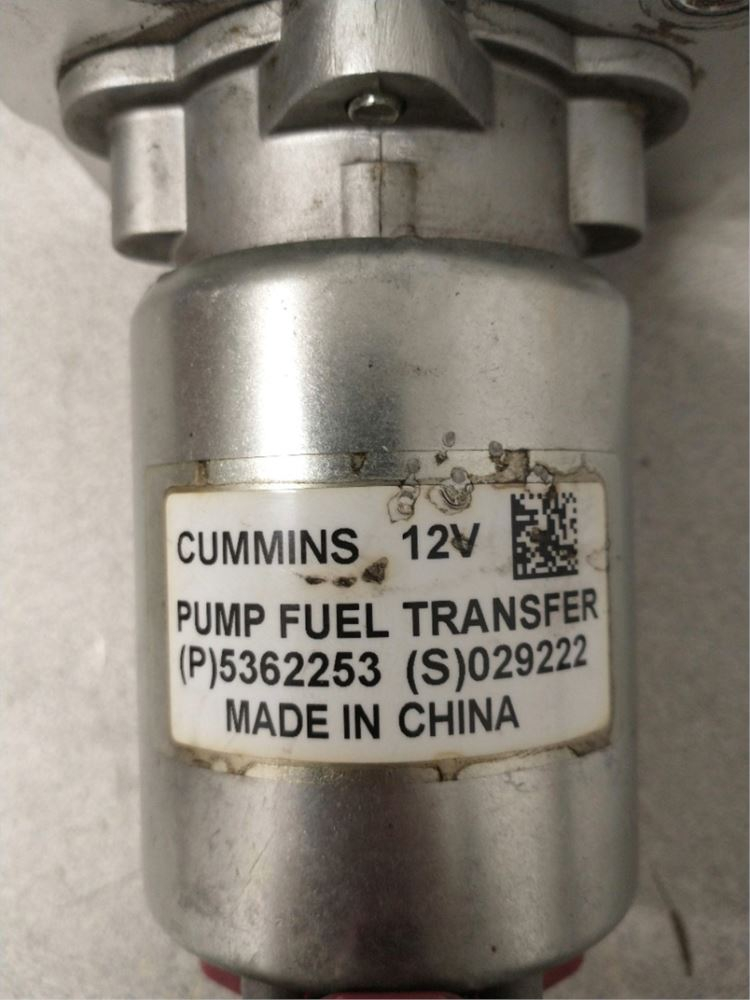 CUMMINS 12V
PUMP FUEL TRANSFER
(P)5362253 (S)029222
MADE IN CHINA